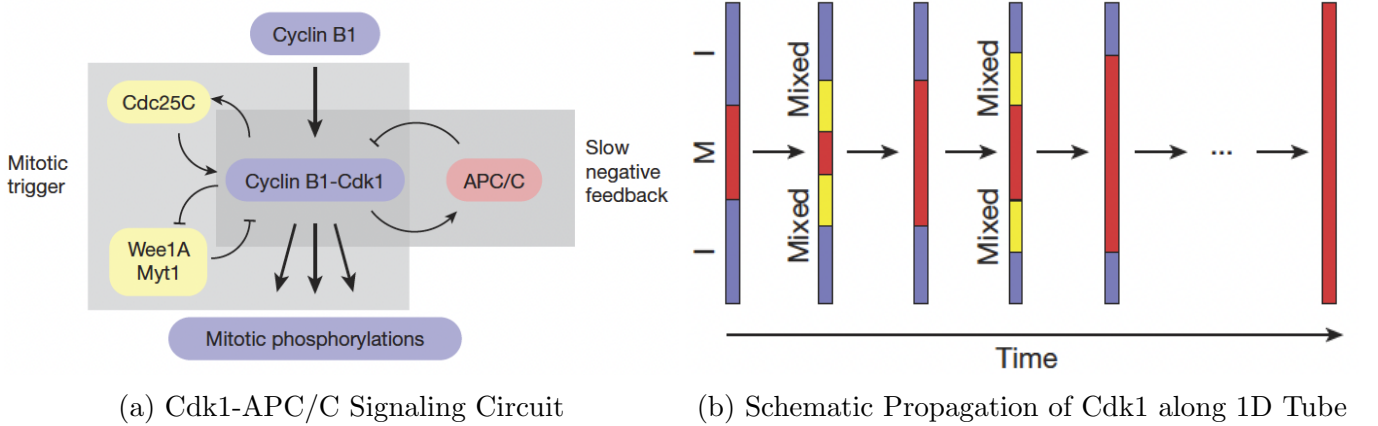 Cyclin B1
Cdc25C
Mitotic
trigger
Cyclin B1-Cdk1
APC/C
Slow
negative
feedback
Wee1A
Myt1
Mitotic phosphorylations
(a) Cdk1-APC/C Signaling Circuit
I
M
I
Mixed
Mixed
Mixed
Mixed
...
Time
(b) Schematic Propagation of Cdk1 along 1D Tube